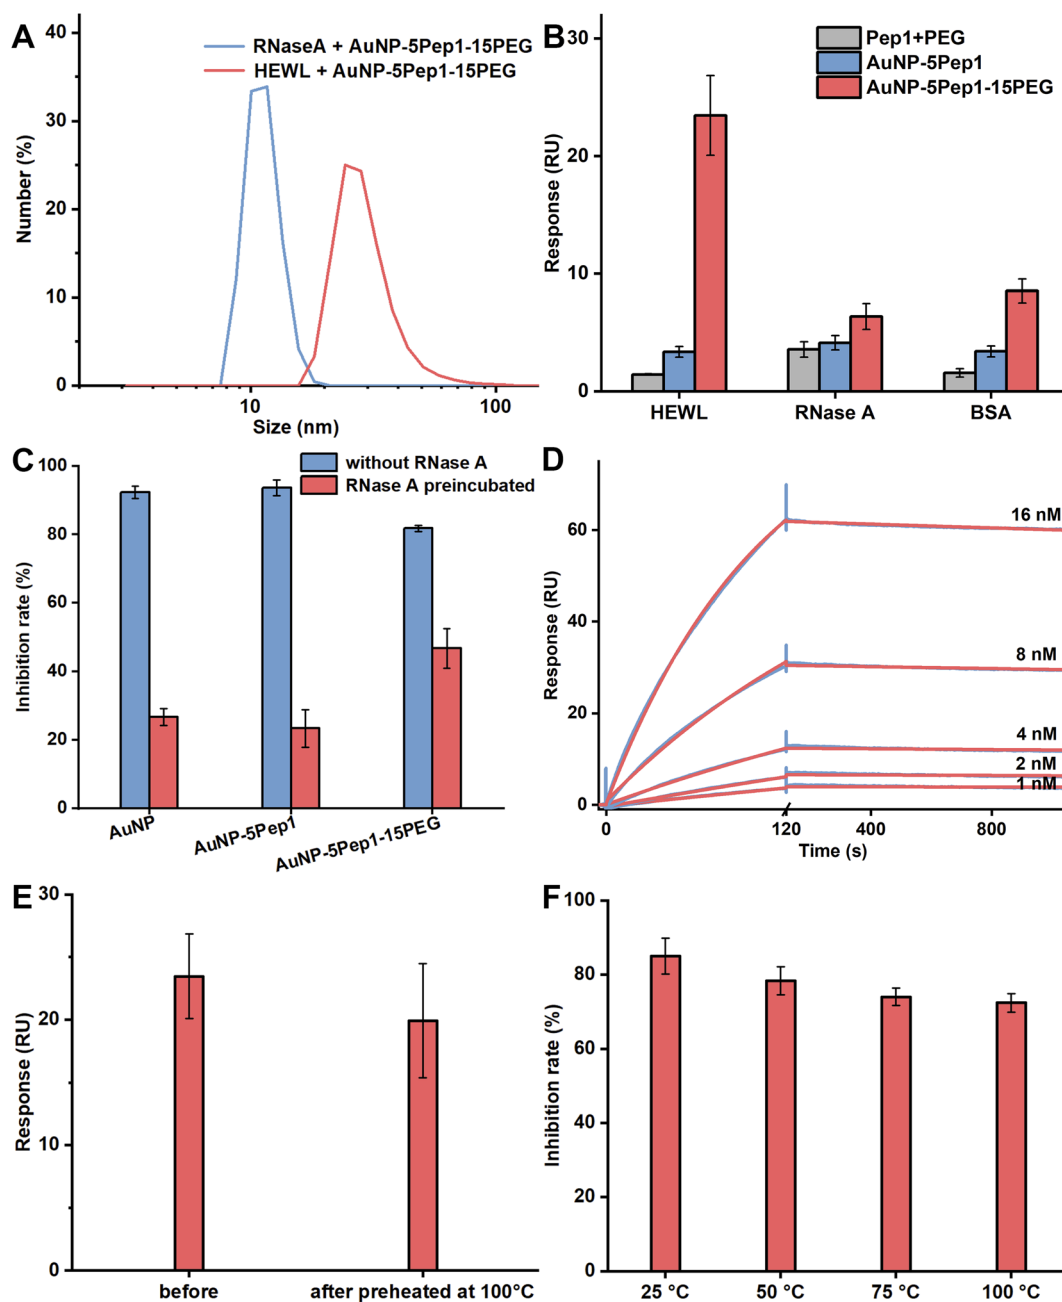 A
RNaseA + AuNP-5Pep1-15PEG
HEWL + AuNP-5Pep1-15PEG
Number (%)
40
30
20
10
0
10
100
Size (nm)
B
Pep1+PEG
AuNP-5Pep1
AuNP-5Pep1-15PEG
Response (RU)
30
20
10
0
HEWL
RNase A
BSA
C
without RNase A
RNase A preincubated
Inhibition rate (%)
100
80
60
40
20
0
AuNP
AuNP-5Pep1
AuNP-5Pep1-15PEG
D
Response (RU)
60
40
20
0
16 nM
8 nM
4 nM
2 nM
1 nM
0
120
400
800
Time (s)
E
Response (RU)
30
20
10
0
before
after preheated at 100°C
F
Inhibition rate (%)
100
80
60
40
20
0
25 °C
50 °C
75 °C
100 °C